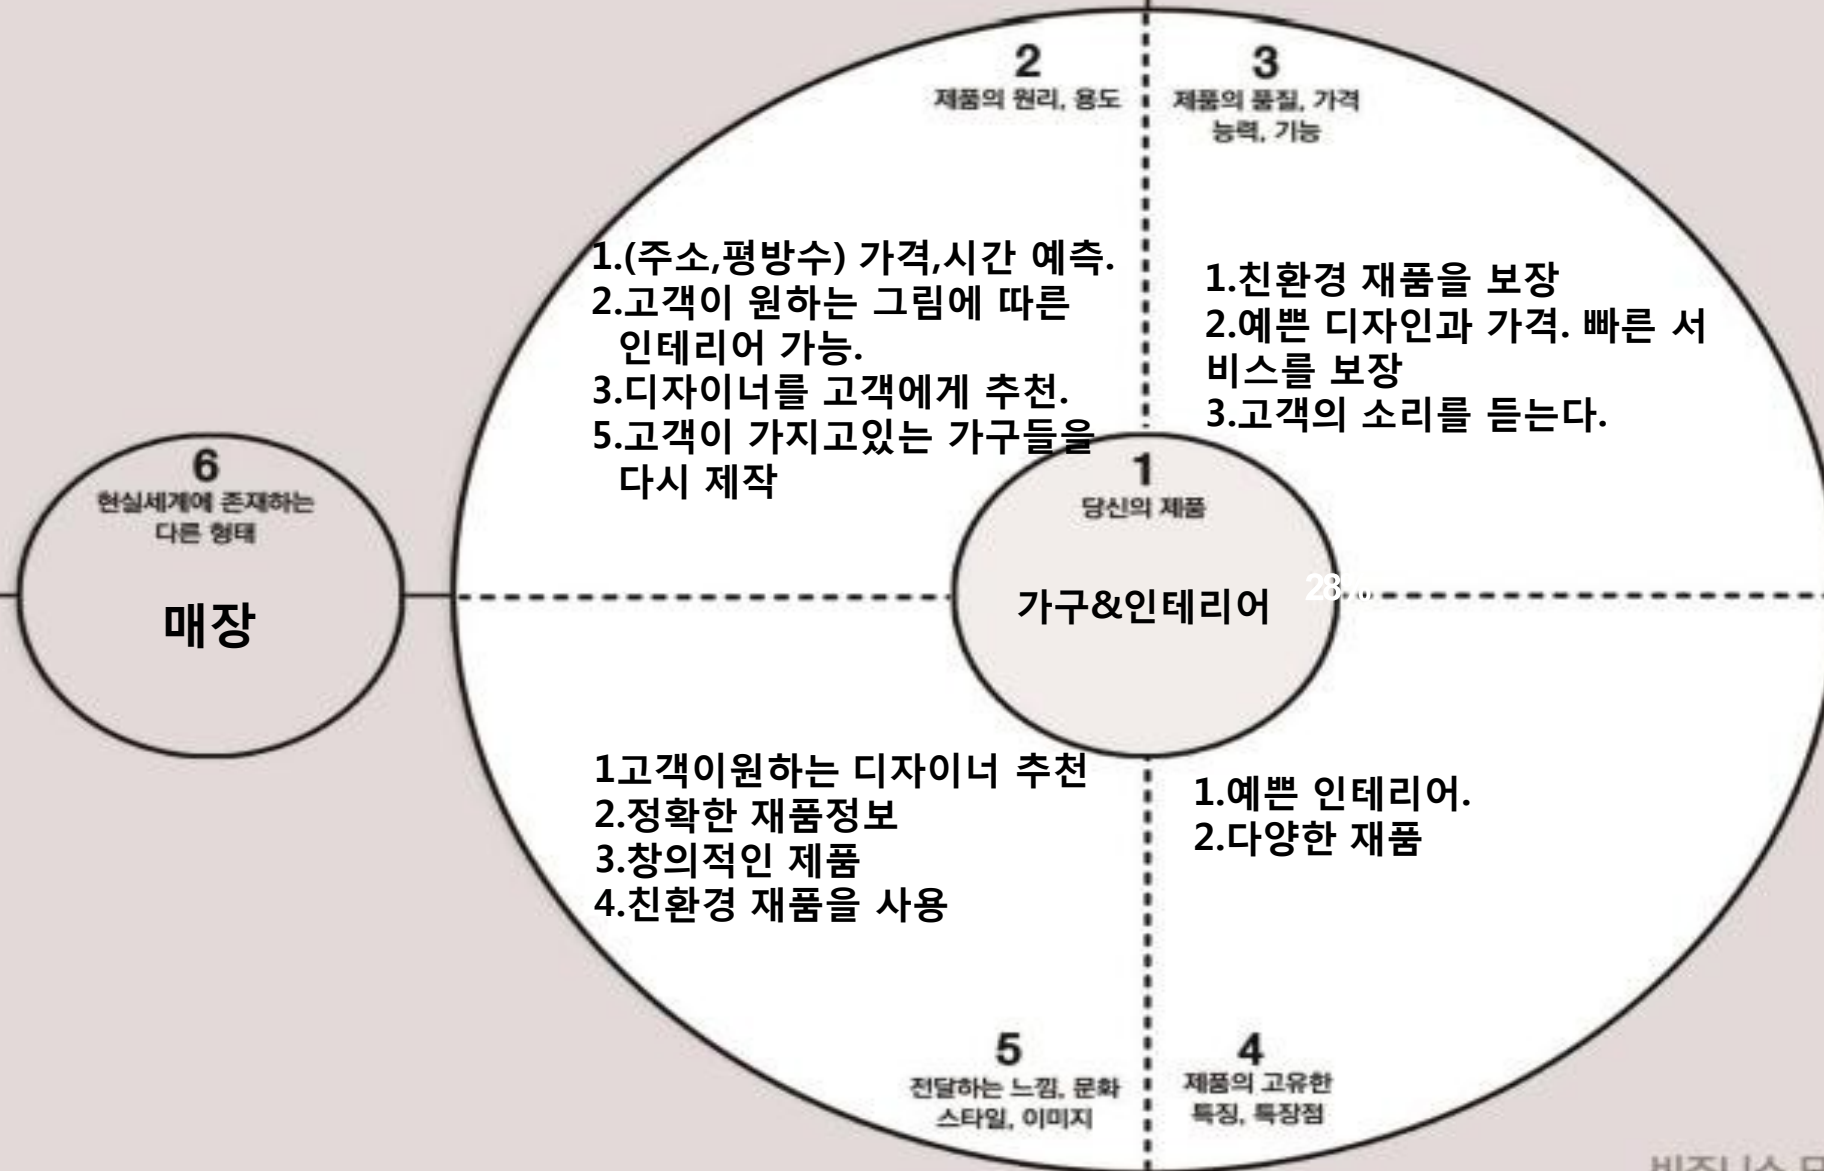 2
제품의 원리, 용도
3
제품의 품질, 가격
능력, 기능
1.(주소,평방수) 가격,시간 예측.
2.고객이 원하는 그림에 따른
인테리어 가능.
3.디자이너를 고객에게 추천.
5.고객이 가지고있는 가구들을
다시 제작
1.친환경 재품을 보장
2.예쁜 디자인과 가격. 빠른 서
비스를 보장
3.고객의 소리를 듣는다.
6
현실세계에 존재하는
다른 형태
매장
1
당신의 제품
가구&인테리어
1고객이원하는 디자이너 추천
2.정확한 재품정보
3.창의적인 제품
4.친환경 재품을 사용
1.예쁜 인테리어.
2.다양한 재품
5
전달하는 느낌, 문화
스타일, 이미지
4
제품의 고유한
특징, 특장점